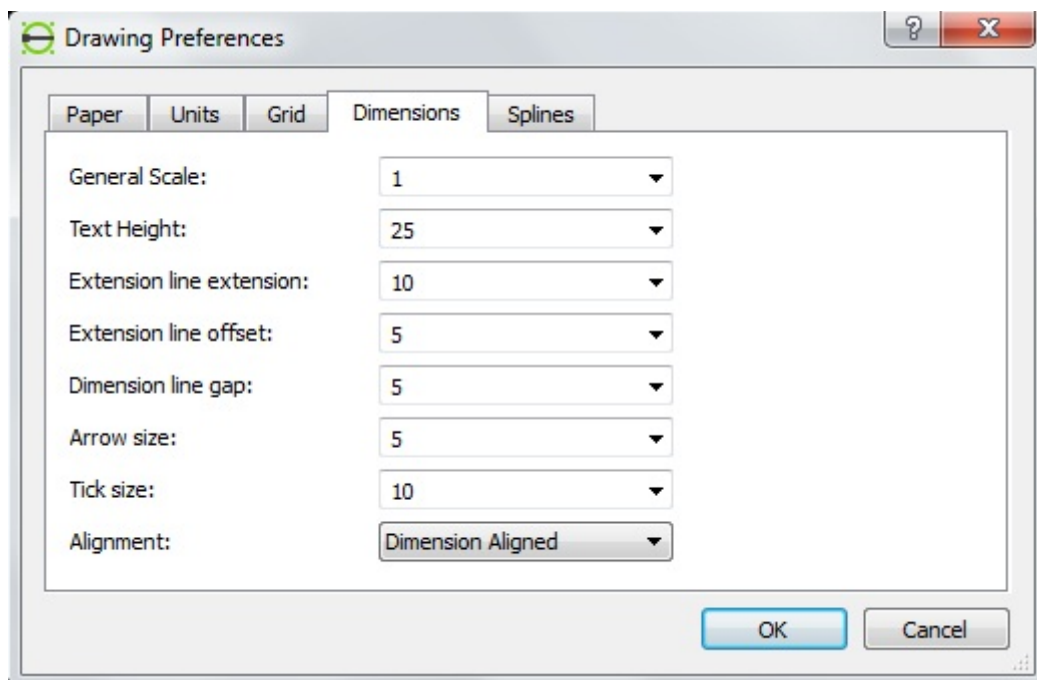 Drawing Preferences
Paper Units Grid Dimensions Splines
General Scale: 1
Text Height: 25
Extension line extension: 10
Extension line offset: 5
Dimension line gap: 5
Arrow size: 5
Tick size: 10
Alignment: Dimension Aligned
OK Cancel